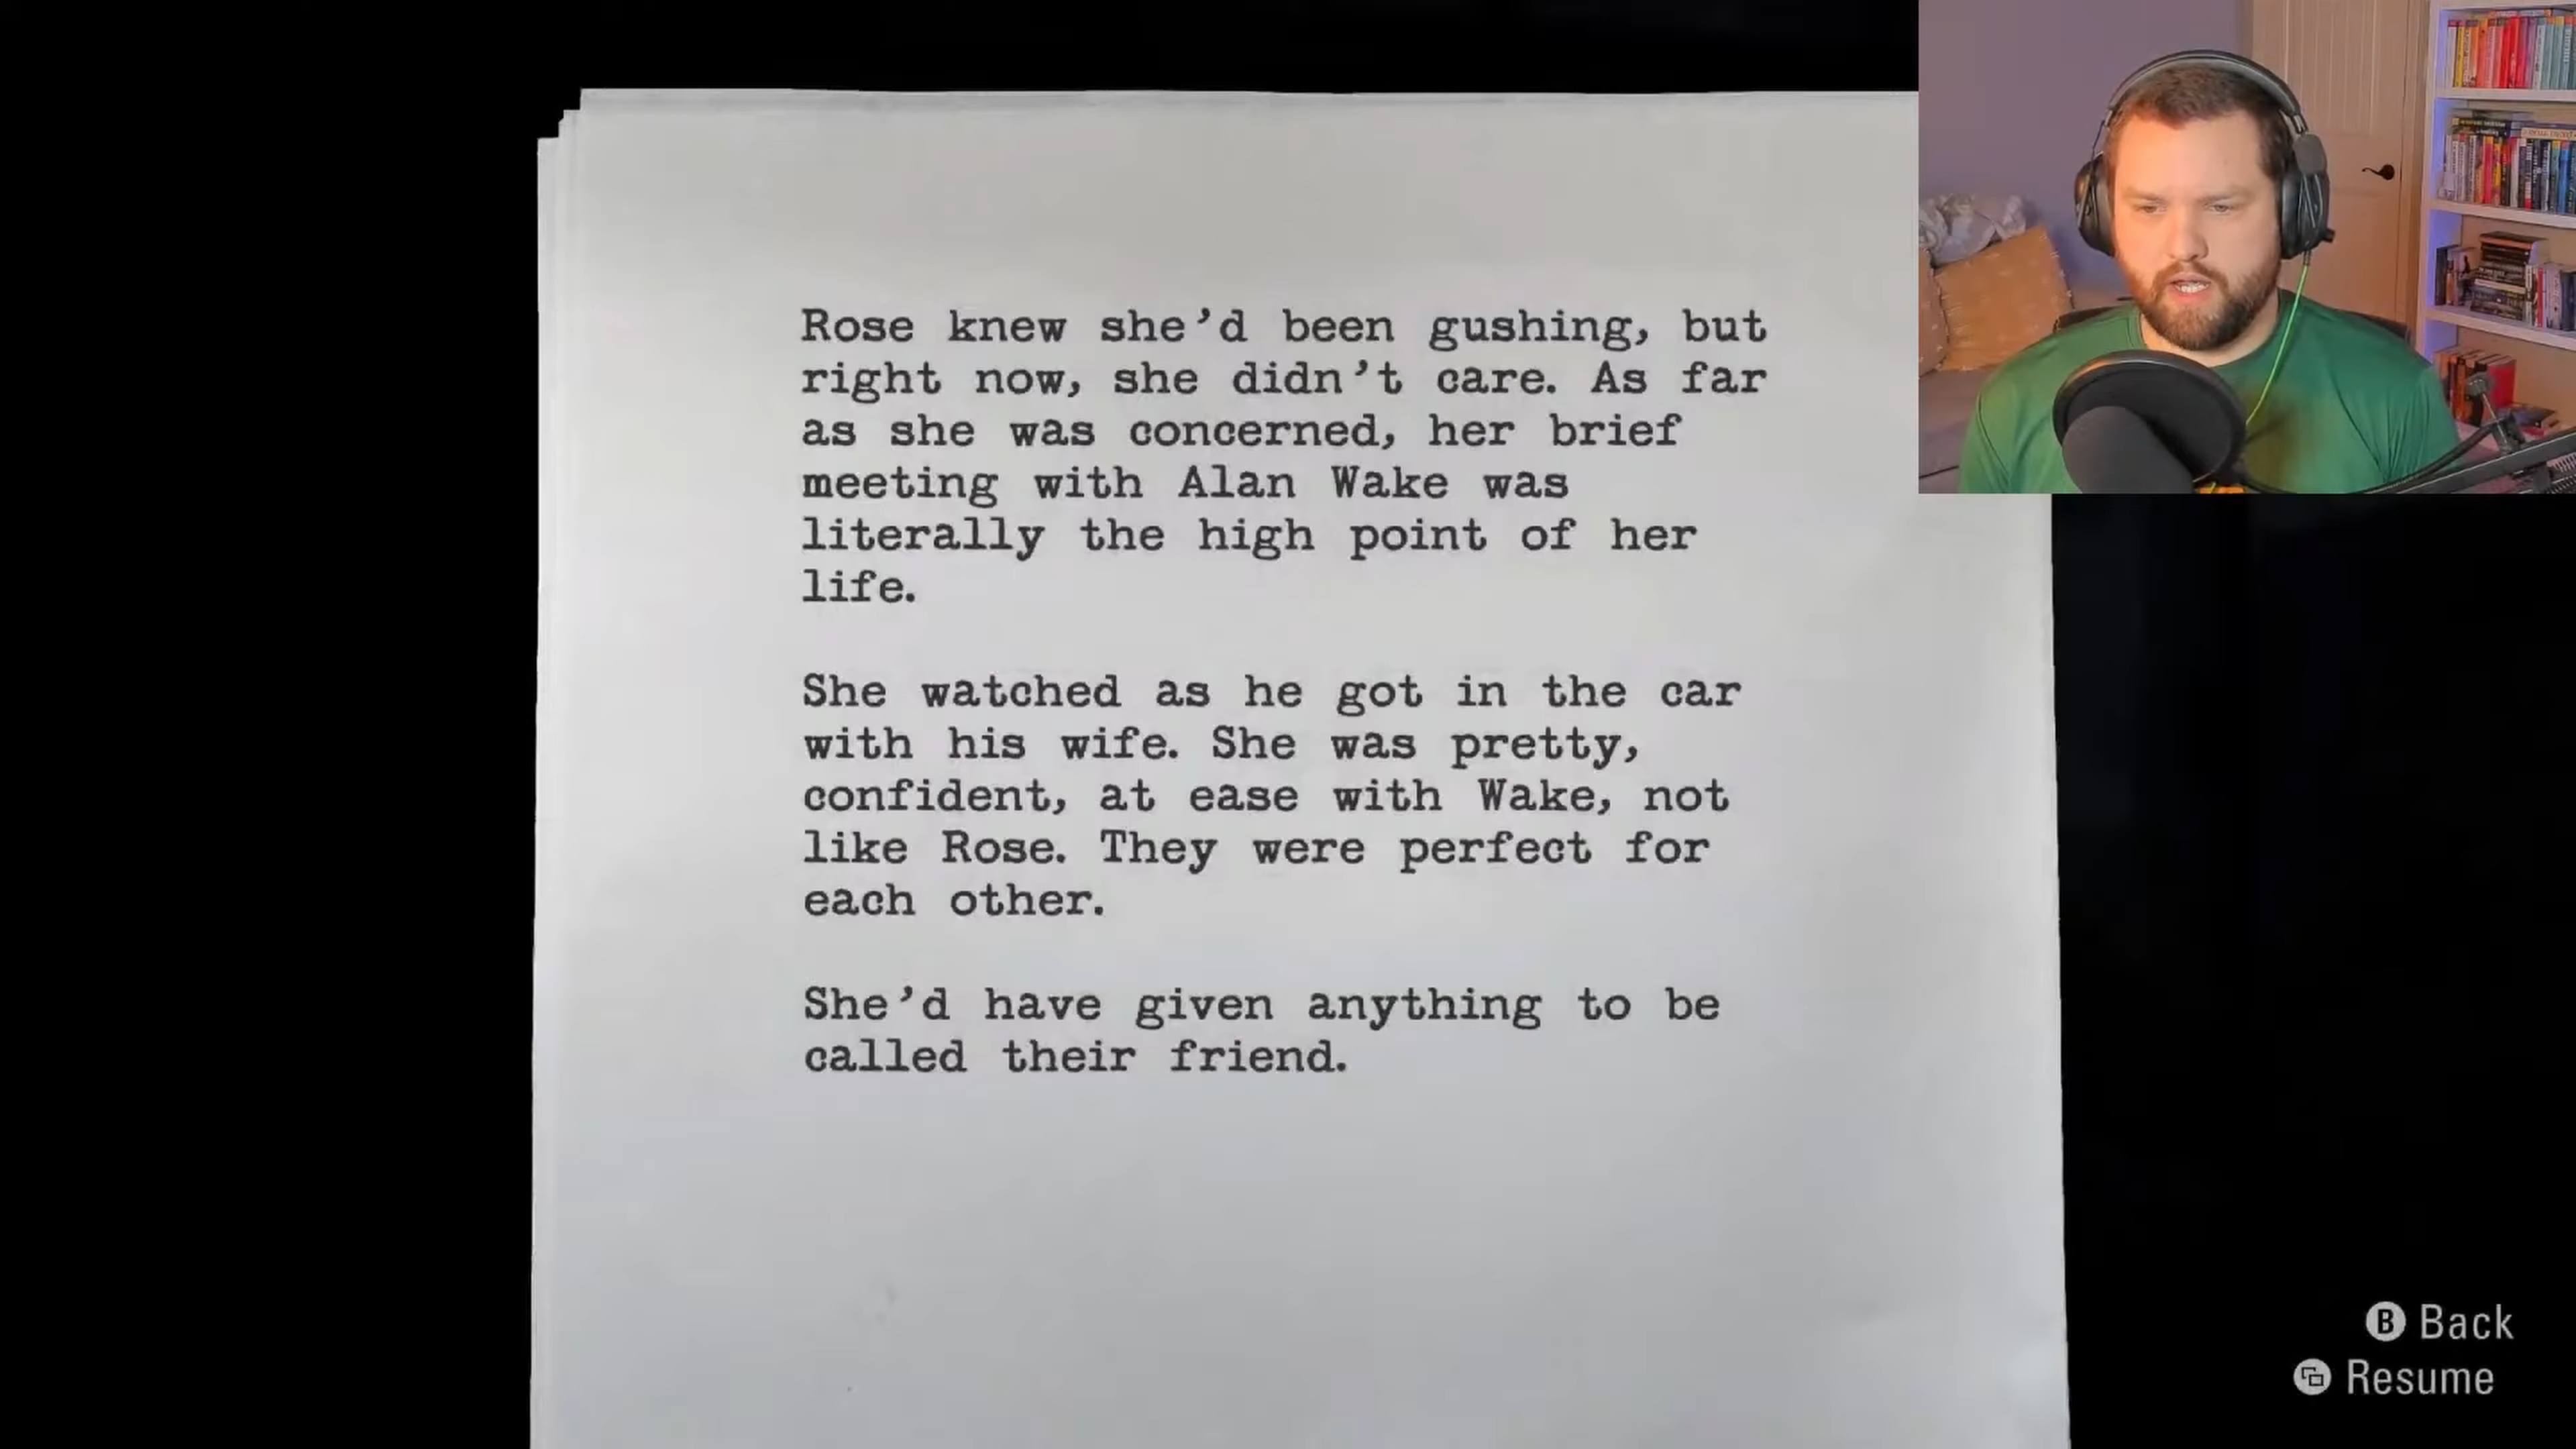 Rose knew she’d been gushing, but
right now, she didn’t care. As far
as she was concerned, her brief
meeting with Alan Wake was
literally the high point of her
life.
She watched as he got in the car
with his wife. She was pretty,
confident, at ease with Wake, not
like Rose. They were perfect for
each other.
She’d have given anything to be
called their friend.
B Back
Resume